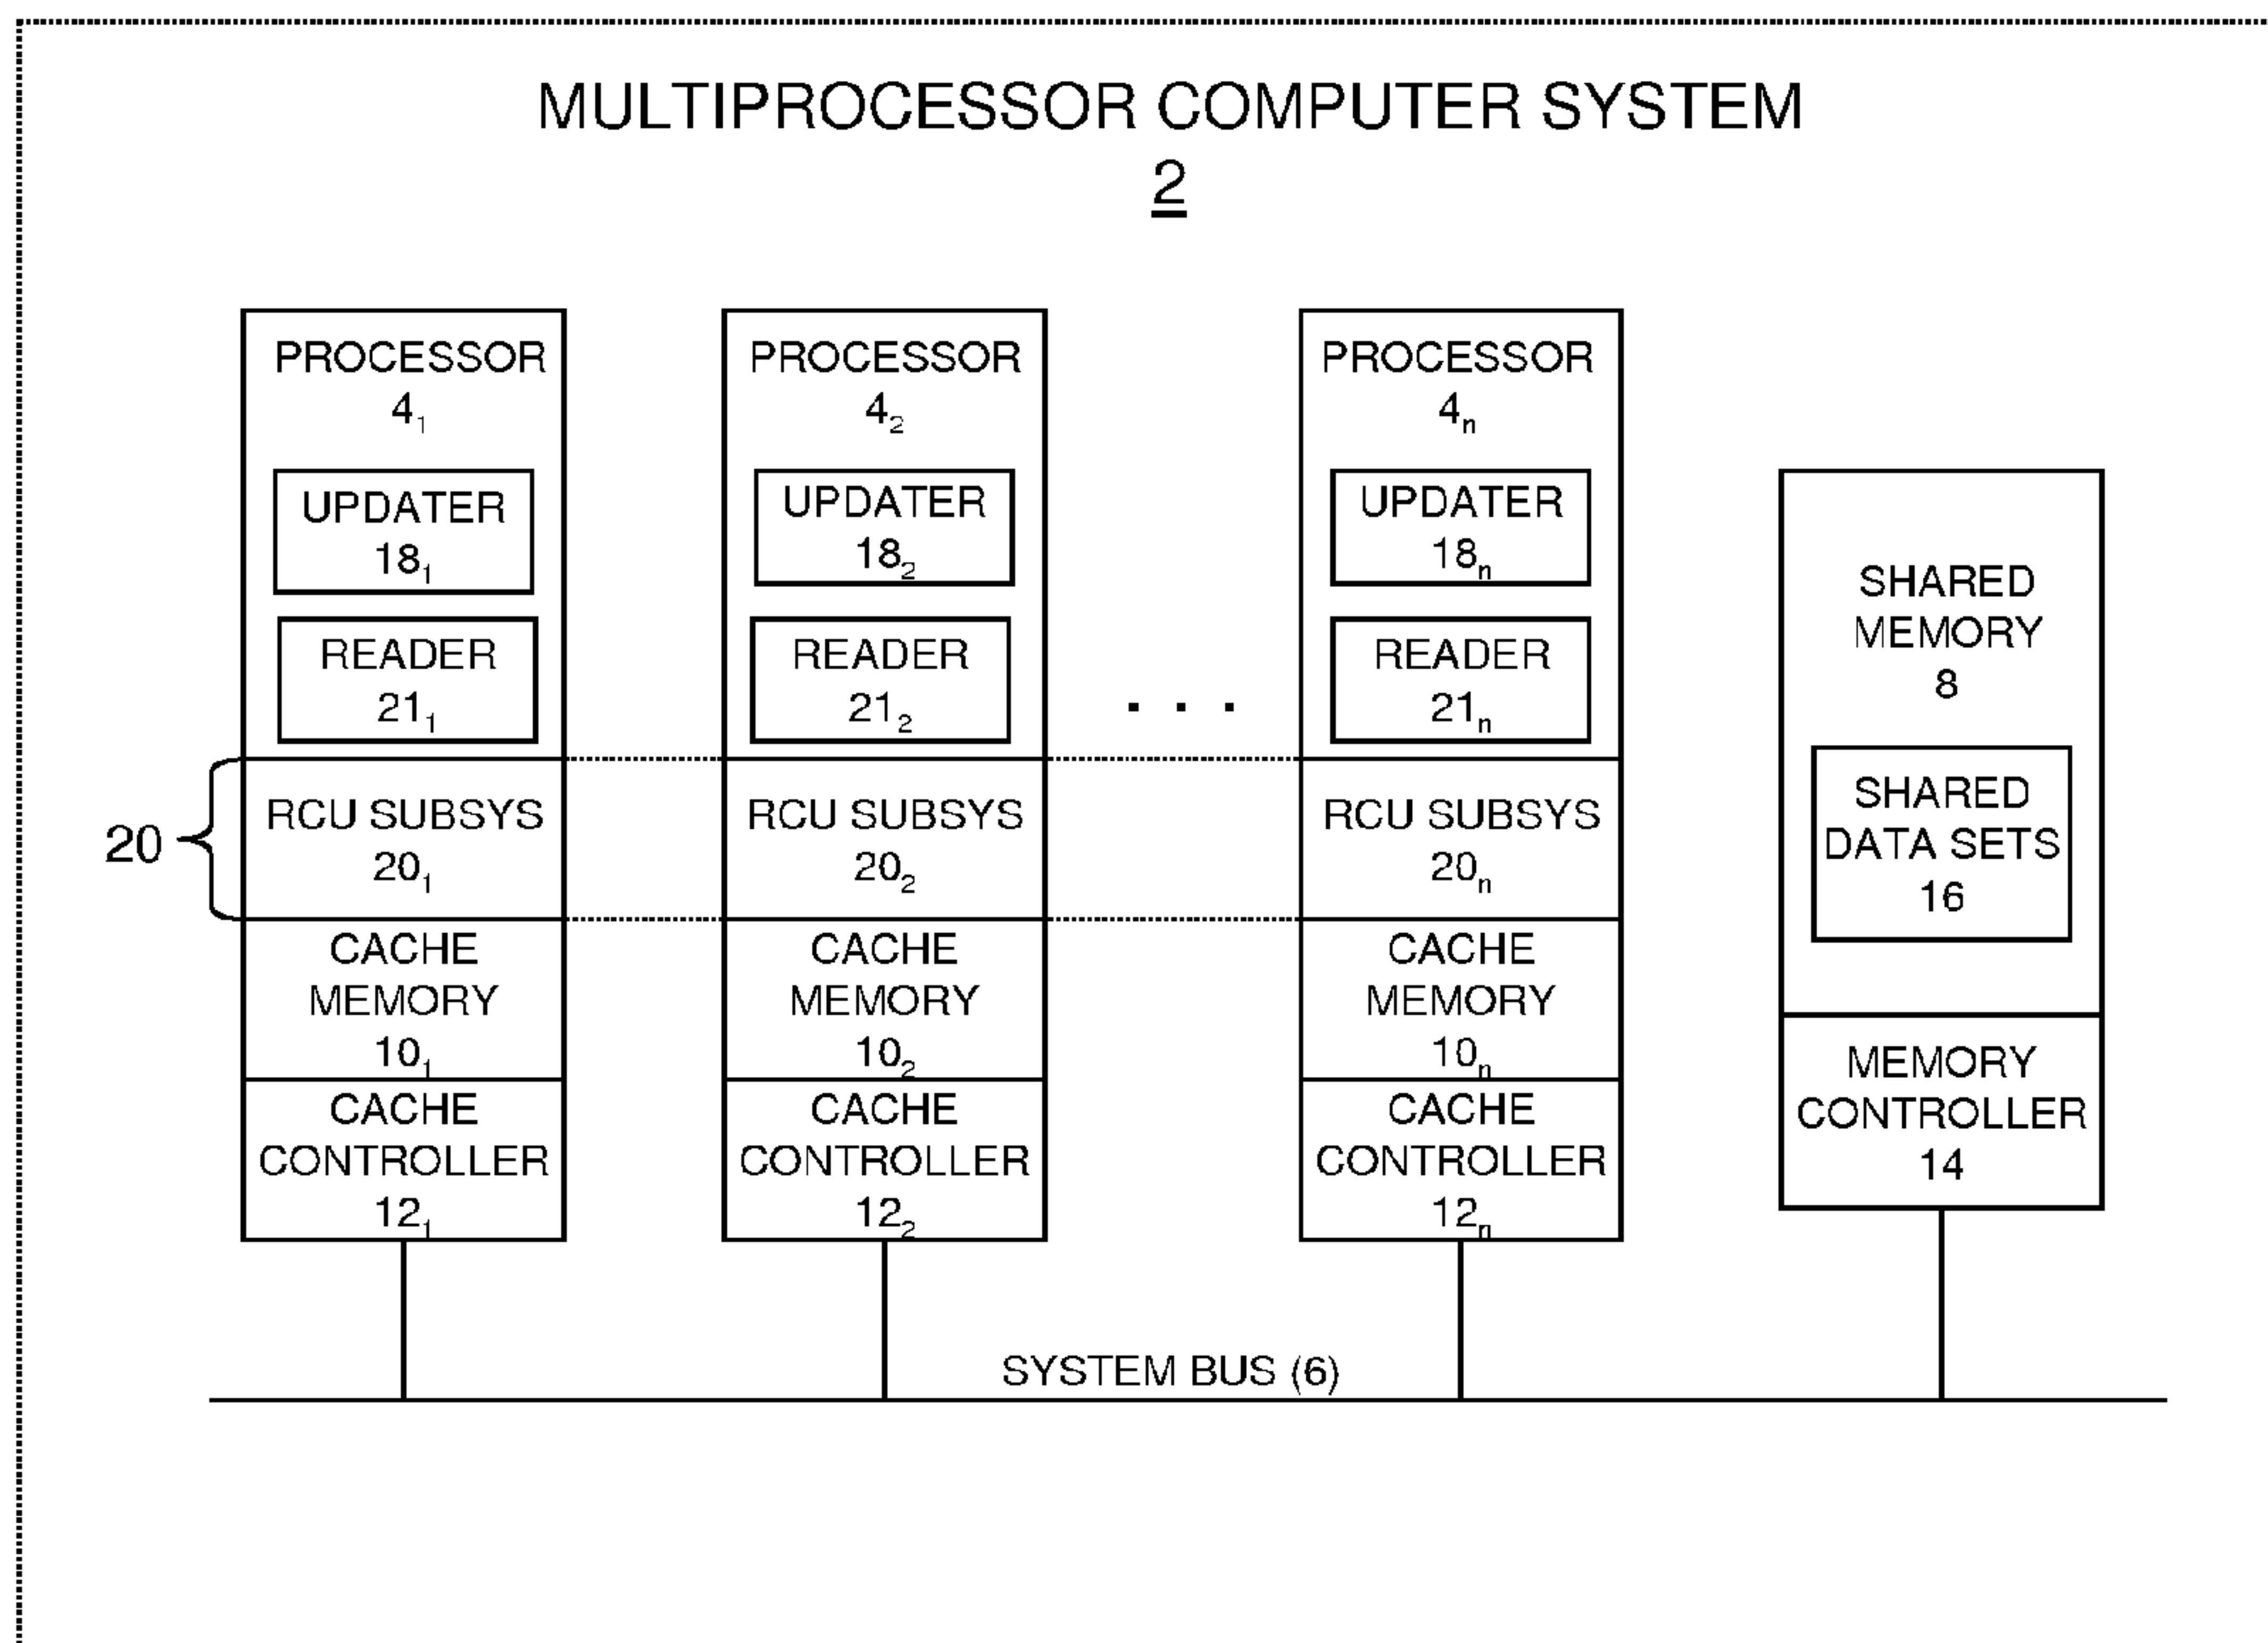 MULTIPROCESSOR COMPUTER SYSTEM
2
PROCESSOR
4₁
UPDATER
18₁
READER
21₁
RCU SUBSYS
20₁
CACHE
MEMORY
10₁
CACHE
CONTROLLER
12₁
PROCESSOR
4₂
UPDATER
18₂
READER
21₂
RCU SUBSYS
20₂
CACHE
MEMORY
10₂
CACHE
CONTROLLER
12₂
. . .
PROCESSOR
4ₙ
UPDATER
18ₙ
READER
21ₙ
RCU SUBSYS
20ₙ
CACHE
MEMORY
10ₙ
CACHE
CONTROLLER
12ₙ
SHARED
MEMORY
8
SHARED
DATA SETS
16
MEMORY
CONTROLLER
14
20
SYSTEM BUS (6)